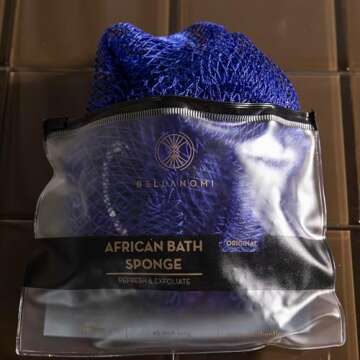 BELLANOMI
AFRICAN BATH
SPONGE
ORIGINAL
REFRESH & EXFOLIATE